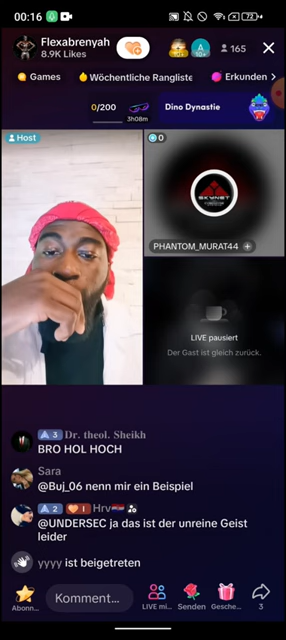 00:16
72
Flexabrenyah
8.9K Likes
10+
165
Games
Wöchentliche Rangliste
Erkunden
0/200
3h08m
Dino Dynastie
Host
0
SKYNET
PHANTOM_MURAT44
LIVE pausiert
Der Gast ist gleich zurück.
3 Dr. theol. Sheikh
BRO HOL HOCH
Sara
@Buj_06 nenn mir ein Beispiel
2 1 Hrv
@UNDERSEC ja das ist der unreine Geist
leider
yyyy ist beigetreten
Abonn...
Komment...
LIVE mi...
Senden
Gesche...
3